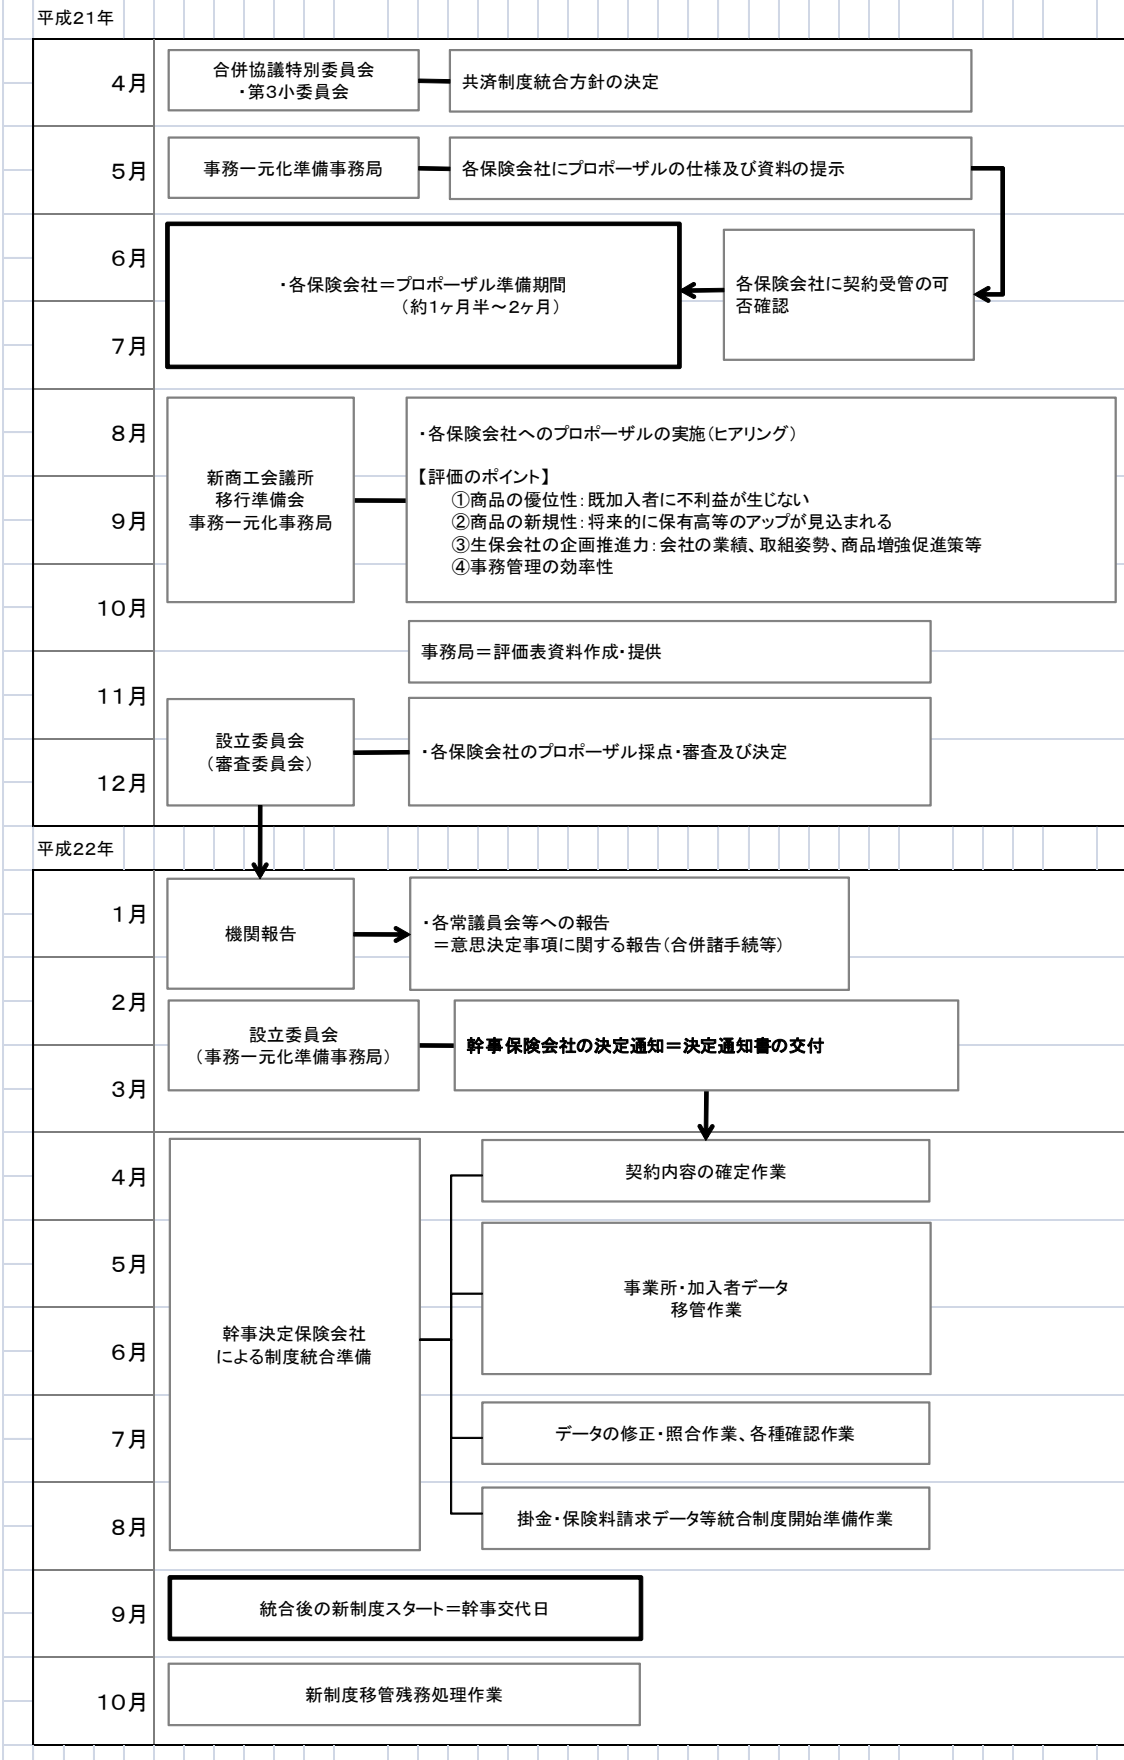 平成21年
4月
合併協議特別委員会
・第3小委員会
共済制度統合方針の決定
5月
事務一元化準備事務局
各保険会社にプロポーザルの仕様及び資料の提示
6月
・各保険会社＝プロポーザル準備期間
（約1ヶ月半～2ヶ月）
各保険会社に契約受管の可
否確認
7月
8月
新商工会議所
移行準備会
事務一元化事務局
・各保険会社へのプロポーザルの実施（ヒアリング）
【評価のポイント】
①商品の優位性：既加入者に不利益が生じない
②商品の新規性：将来的に保有高等のアップが見込まれる
③生保会社の企画推進力：会社の業績、取組姿勢、商品増強促進策等
④事務管理の効率性
9月
10月
事務局＝評価表資料作成・提供
11月
設立委員会
（審査委員会）
・各保険会社のプロポーザル採点・審査及び決定
12月
平成22年
1月
機関報告
・各常議員会等への報告
＝意思決定事項に関する報告（合併諸手続等）
2月
設立委員会
（事務一元化準備事務局）
幹事保険会社の決定通知＝決定通知書の交付
3月
4月
契約内容の確定作業
5月
事業所・加入者データ
移管作業
幹事決定保険会社
による制度統合準備
6月
7月
データの修正・照合作業、各種確認作業
8月
掛金・保険料請求データ等統合制度開始準備作業
9月
統合後の新制度スタート＝幹事交代日
10月
新制度移管残務処理作業